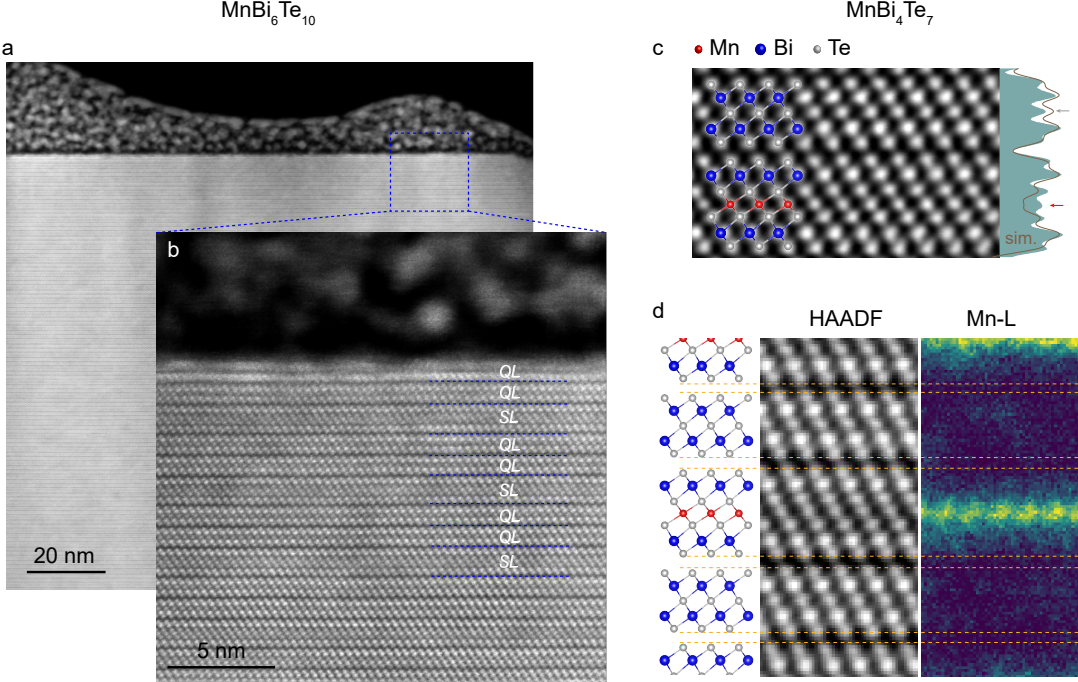 MnBi₆Te₁₀
MnBi₄Te₇
a
20 nm
b
QL
QL
SL
QL
QL
SL
QL
QL
SL
5 nm
c
Mn Bi Te
sim.
d
HAADF Mn-L